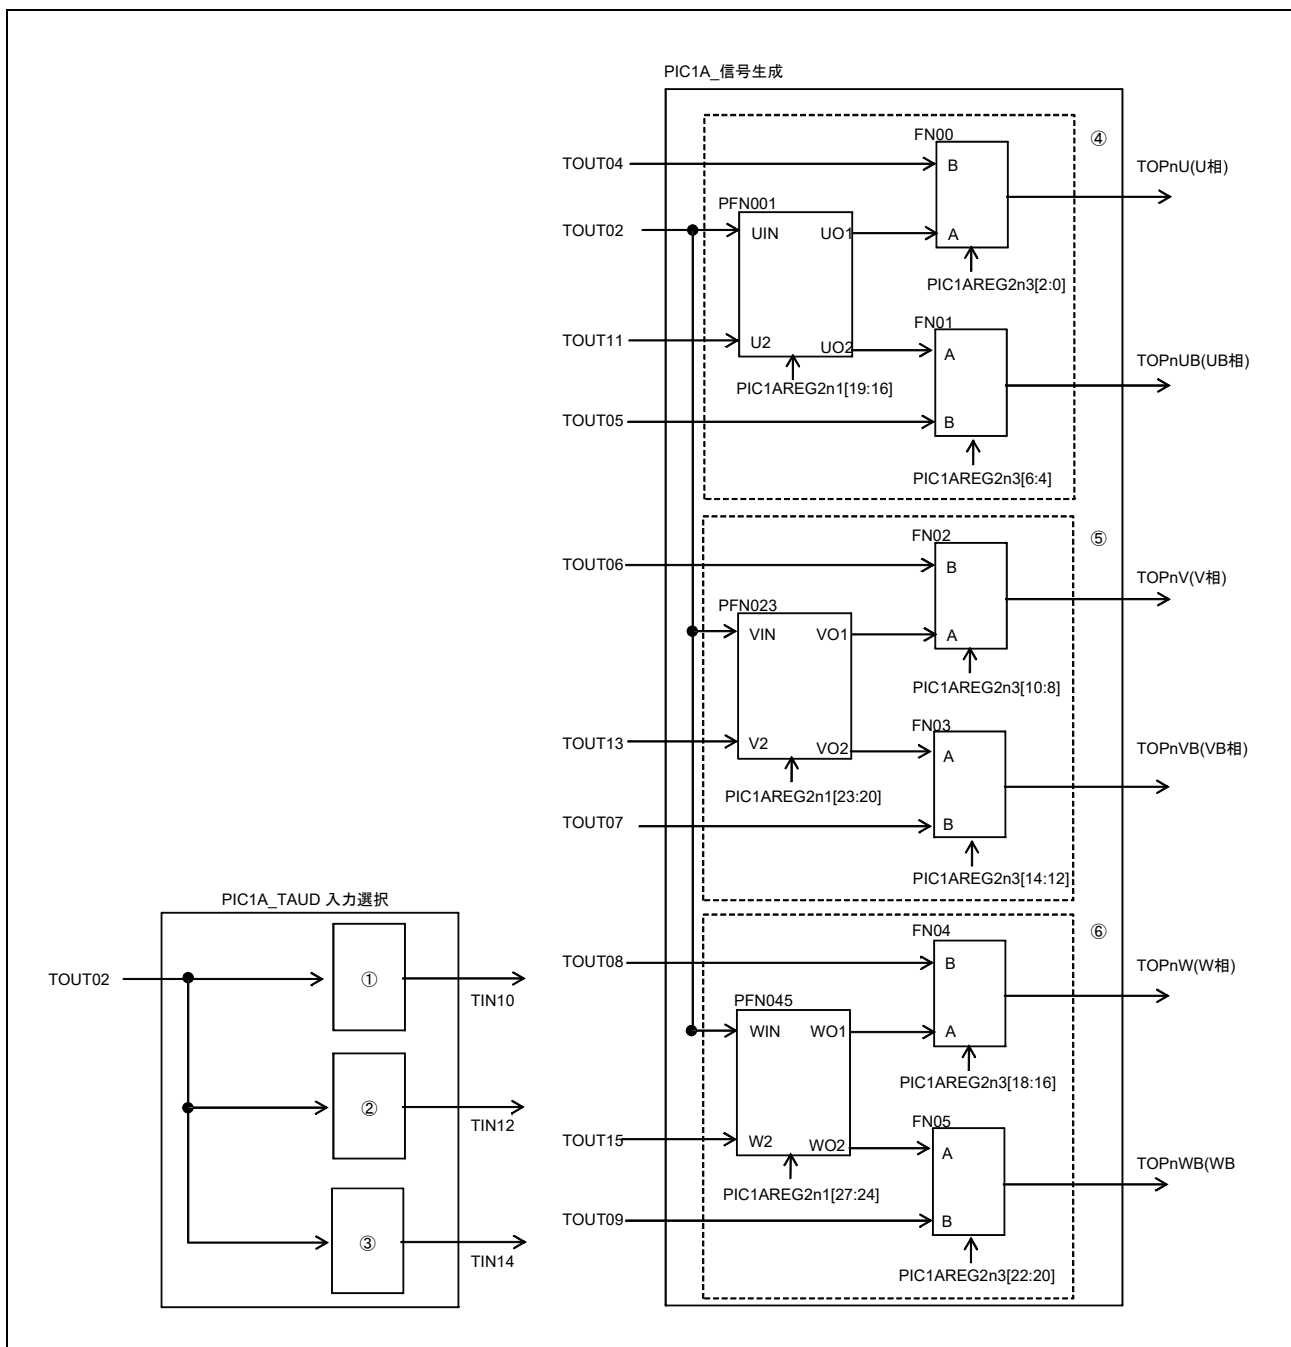 PIC1A_信号生成
④
FN00
TOUT04
B
TOPnU(U相)
PFN001
TOUT02
UIN
UO1
A
PIC1AREG2n3[2:0]
FN01
TOUT11
U2
UO2
A
TOPnUB(UB相)
PIC1AREG2n1[19:16]
TOUT05
B
PIC1AREG2n3[6:4]
⑤
FN02
TOUT06
B
TOPnV(V相)
PFN023
VIN
VO1
A
PIC1AREG2n3[10:8]
FN03
TOUT13
V2
VO2
A
TOPnVB(VB相)
PIC1AREG2n1[23:20]
TOUT07
B
PIC1AREG2n3[14:12]
⑥
FN04
TOUT08
B
TOPnW(W相)
PFN045
WIN
WO1
A
PIC1AREG2n3[18:16]
FN05
TOUT15
W2
WO2
A
TOPnWB(WB
PIC1AREG2n1[27:24]
TOUT09
B
PIC1AREG2n3[22:20]
PIC1A_TAUD 入力選択
TOUT02
①
TIN10
②
TIN12
③
TIN14